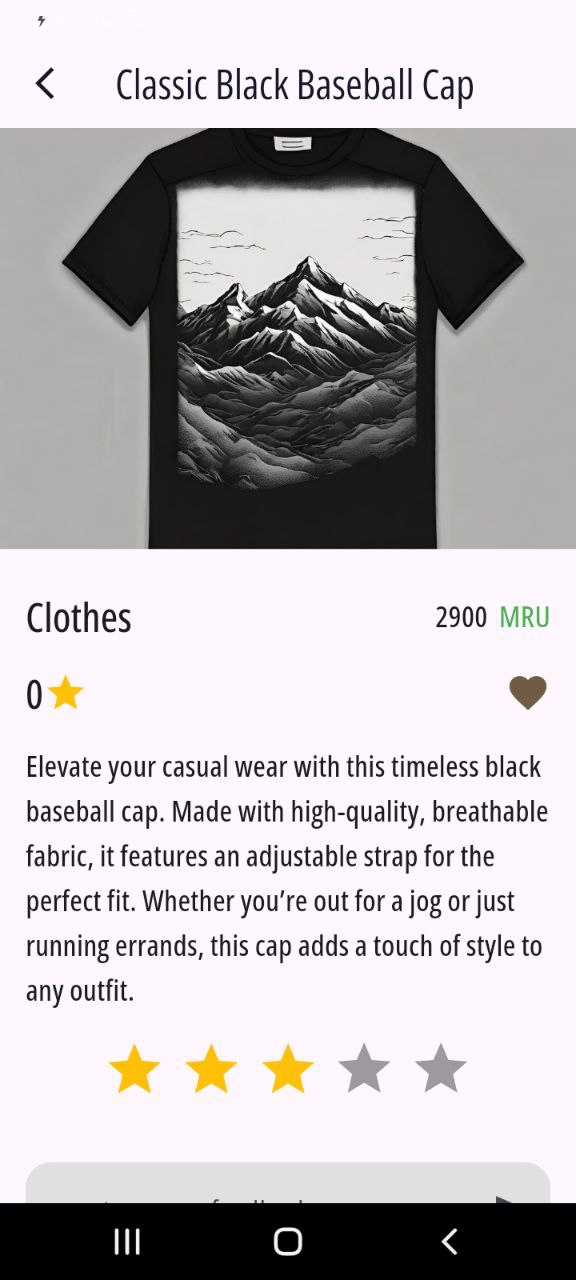 Classic Black Baseball Cap
Clothes
2900 MRU
0
Elevate your casual wear with this timeless black
baseball cap. Made with high-quality, breathable
fabric, it features an adjustable strap for the
perfect fit. Whether you’re out for a jog or just
running errands, this cap adds a touch of style to
any outfit.